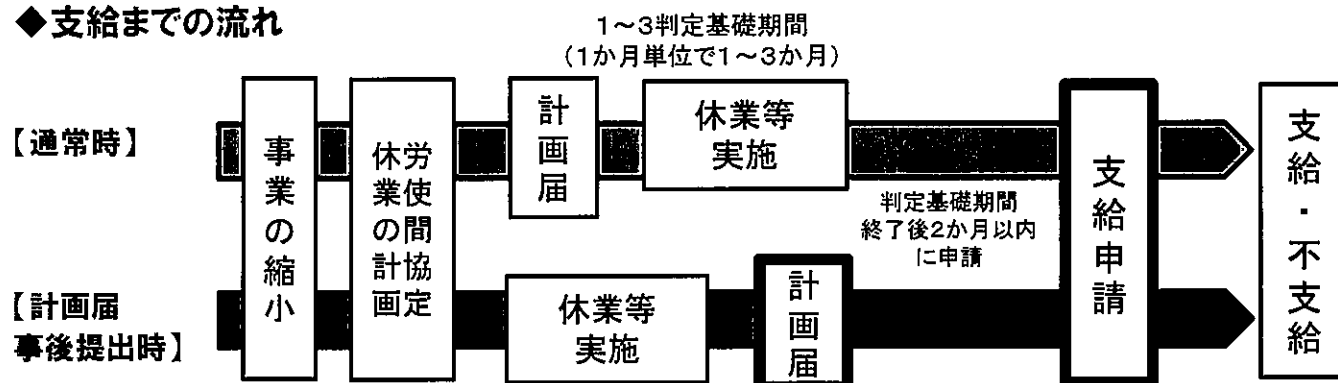 ◆支給までの流れ
1～3判定基礎期間
（1か月単位で1～3か月）
【通常時】
事業の縮小
労使間協定
休業の計画
計画届
休業等
実施
判定基礎期間
終了後2か月以内
に申請
支給申請
支給・不支給
【計画届
事後提出時】
休業等
実施
計画届